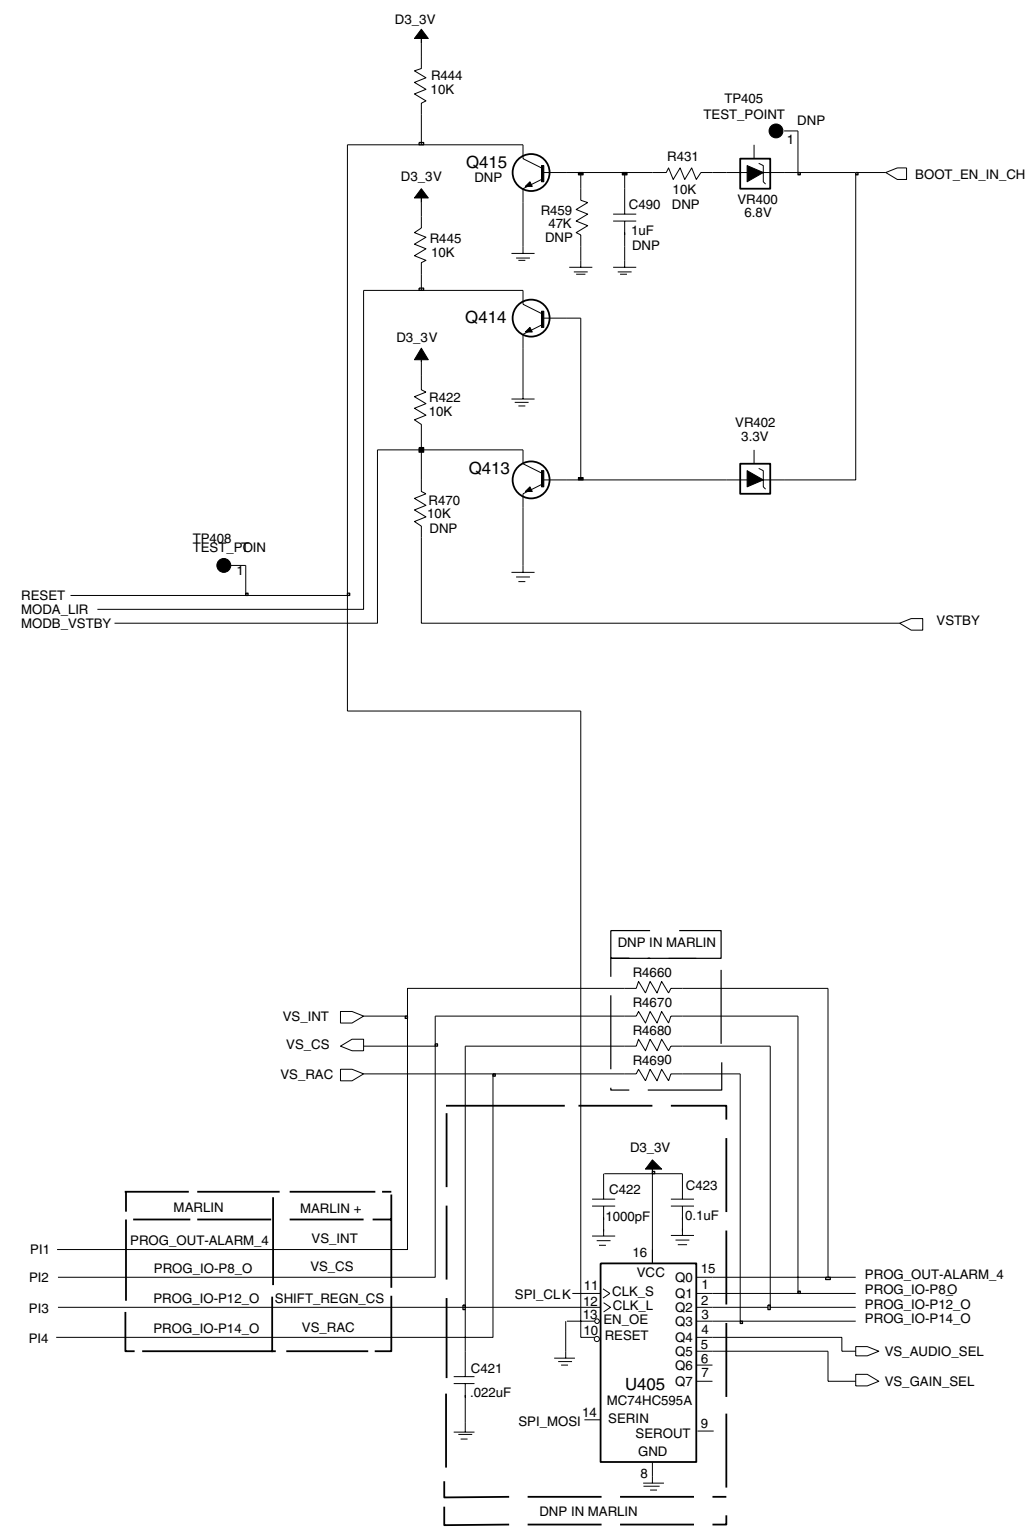 D3_3V
R444
10K
TP405
TEST_POINT
DNP
1
Q415
DNP
R431
10K
DNP
VR400
6.8V
BOOT_EN_IN_CH
D3_3V
R459
47K
DNP
C490
1uF
DNP
R445
10K
Q414
D3_3V
R422
10K
VR402
3.3V
Q413
R470
10K
DNP
TP408
TEST_POIN
T
1
RESET
MODA_LIR
MODB_VSTBY
VSTBY
DNP IN MARLIN
R4660
R4670
R4680
R4690
VS_INT
VS_CS
VS_RAC
D3_3V
C422
1000pF
C423
0.1uF
MARLIN
MARLIN +
PI1
PROG_OUT-ALARM_4
VS_INT
PI2
PROG_IO-P8_O
VS_CS
PI3
PROG_IO-P12_O
SHIFT_REGN_CS
PI4
PROG_IO-P14_O
VS_RAC
16
VCC
SPI_CLK
11
CLK_S
12
CLK_L
13
EN_OE
10
RESET
Q0
15
PROG_OUT-ALARM_4
Q1
1
PROG_IO-P8_O
Q2
2
PROG_IO-P12_O
Q3
3
PROG_IO-P14_O
Q4
4
VS_AUDIO_SEL
Q5
5
Q6
6
Q7
7
VS_GAIN_SEL
C421
.022uF
U405
MC74HC595A
SPI_MOSI
14
SERIN
SEROUT
9
GND
8
DNP IN MARLIN